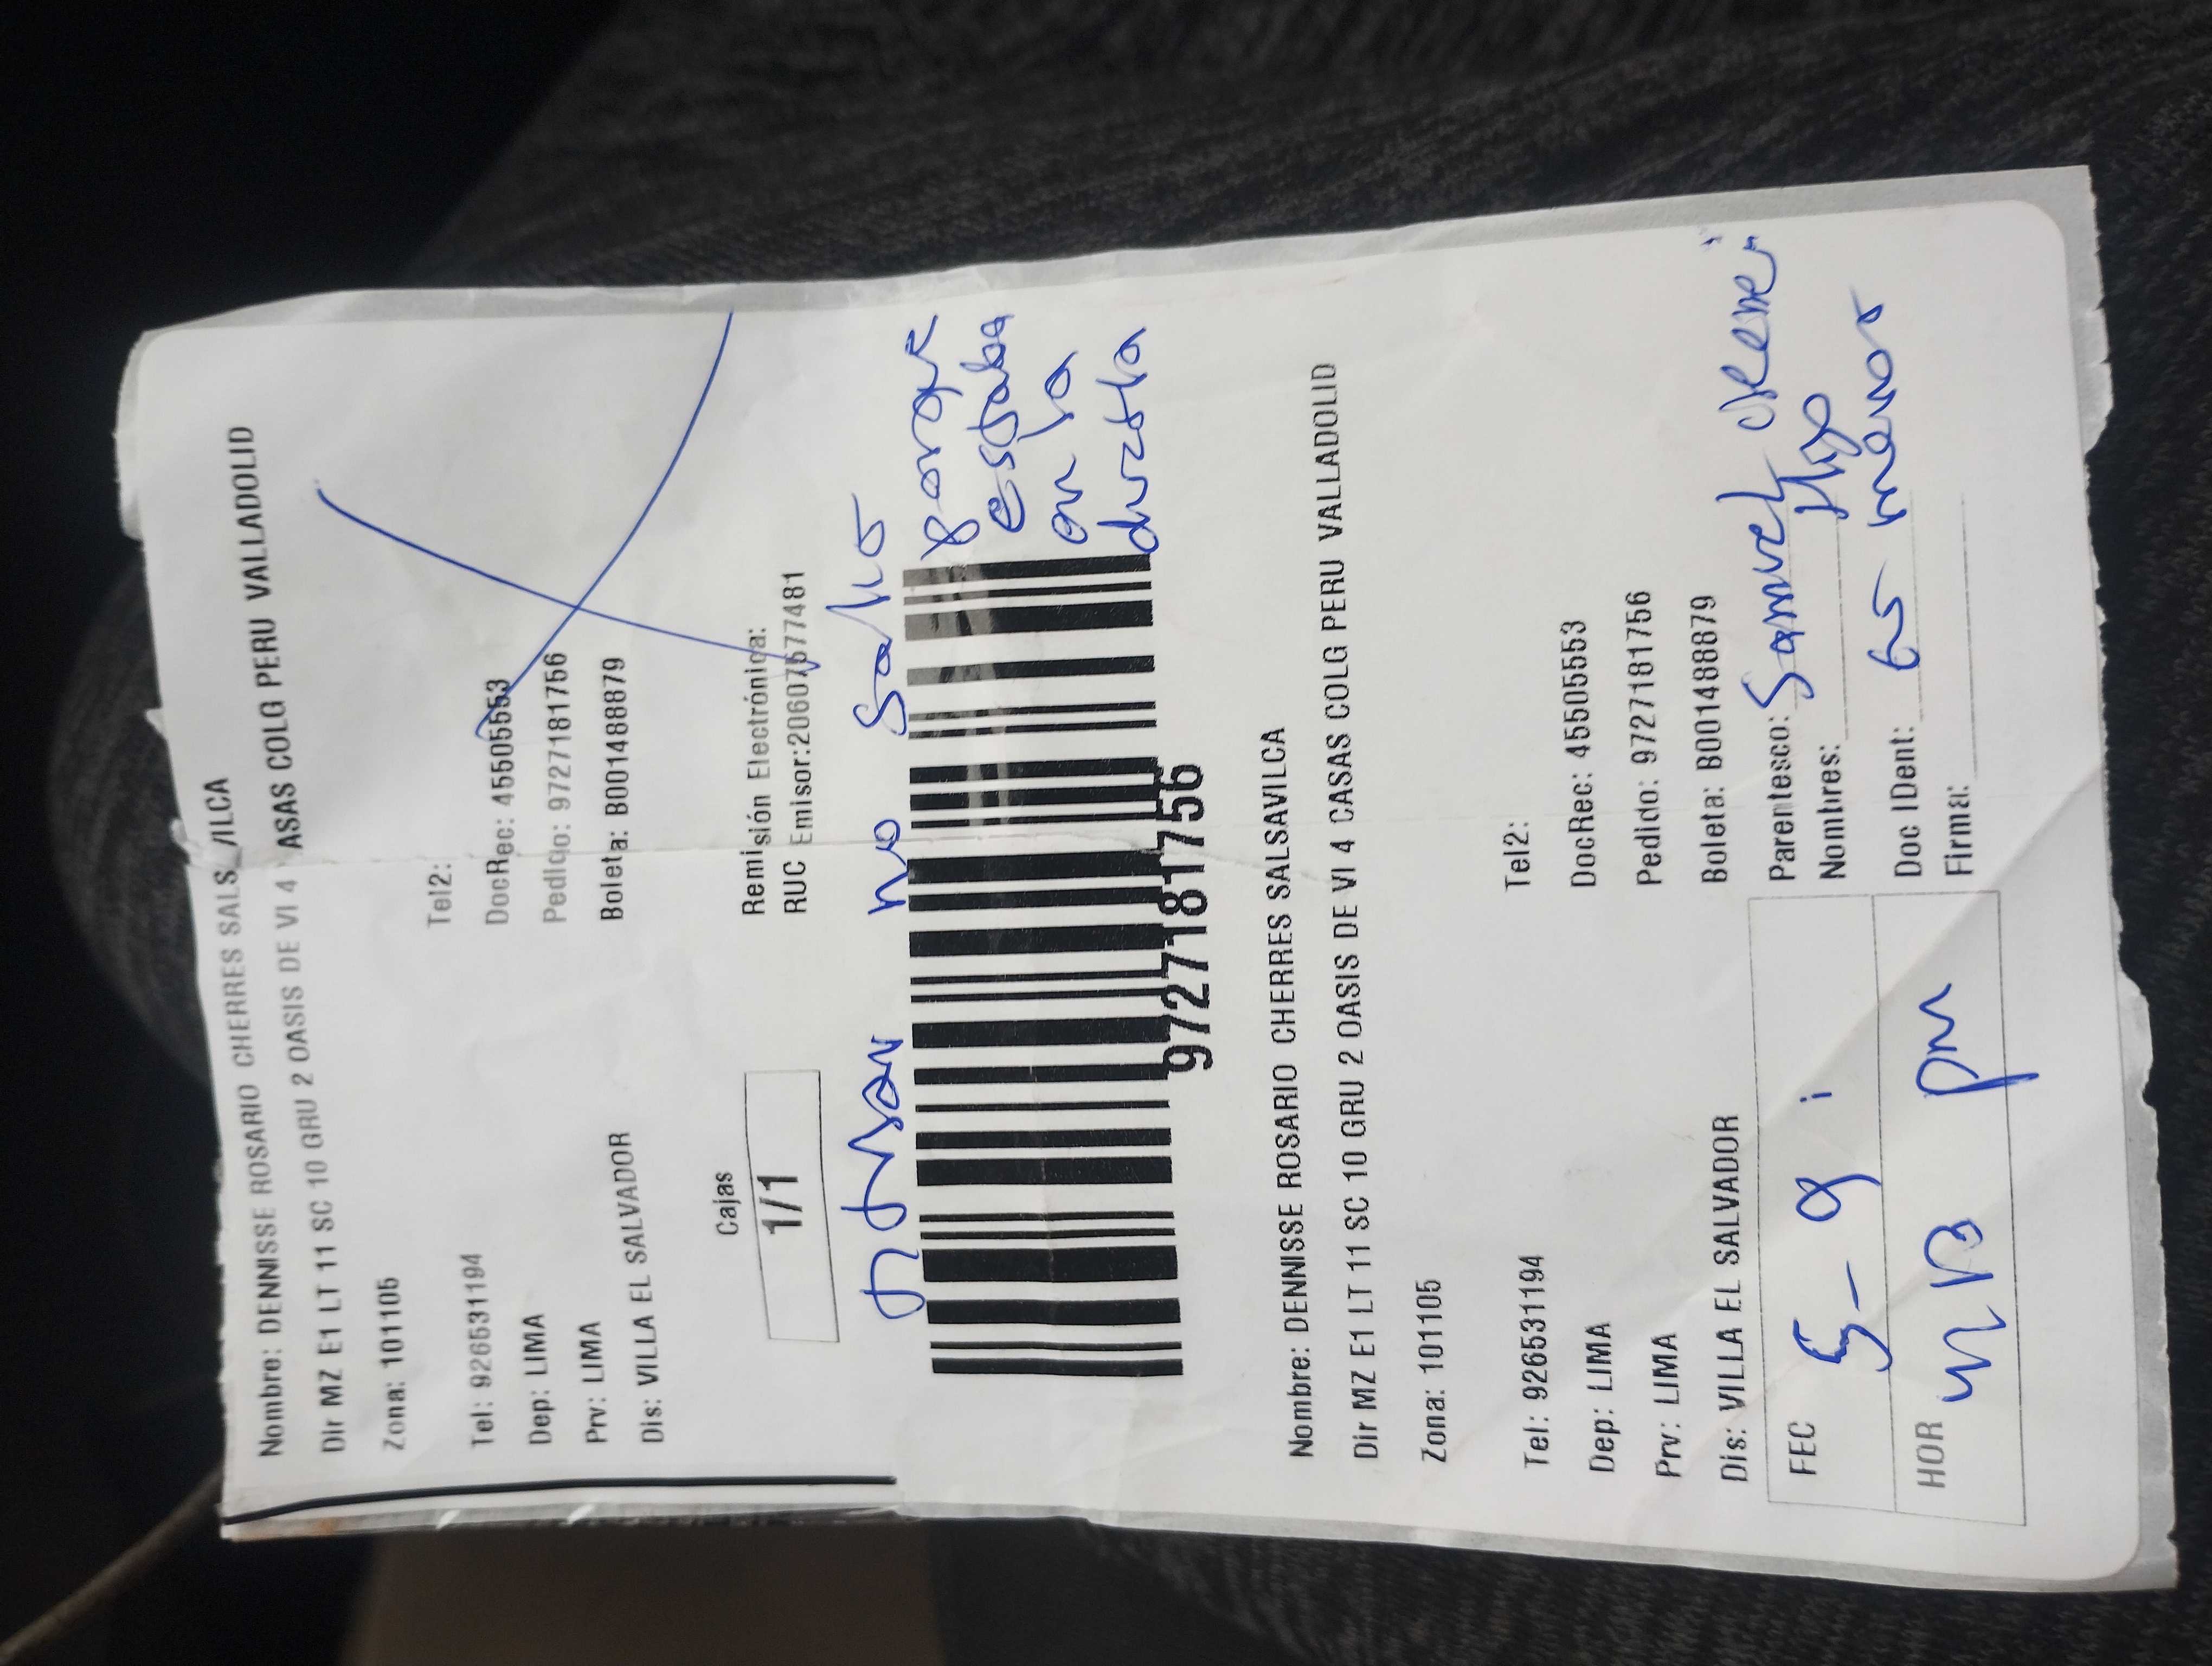 Nombre: DENNISSE ROSARIO CHERRES SALS VILCA
Dir MZ E1 LT 11 SC 10 GRU 2 OASIS DE VI 4 ASAS COLG PERU VALLADOLID
Zona: 101105
Tel2:
Tel: 926531194
DocRec: 45505553
Dep: LIMA
Pedido: 9727181756
Prv: LIMA
Boleta: B001488879
Dis: VILLA EL SALVADOR
Cajas
1/1
Remisión Electrónica:
RUC Emisor:20607577481
no Salio
porque
estaba
en la
ducha
9727181756
Nombre: DENNISSE ROSARIO CHERRES SALSAVILCA
Dir MZ E1 LT 11 SC 10 GRU 2 OASIS DE VI 4 CASAS COLG PERU VALLADOLID
Zona: 101105
Tel2:
Tel: 926531194
DocRec: 45505553
Dep: LIMA
Pedido: 9727181756
Prv: LIMA
Boleta: B001488879
Dis: VILLA EL SALVADOR
Parentesco: Samuel
Nombres: Hijo
FEC 5- 9
Doc IDent: es menor
HOR pm
Firma: